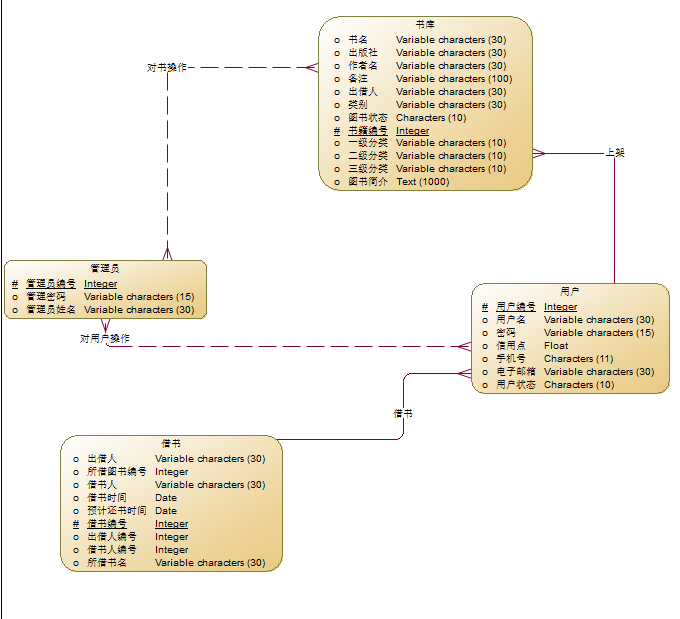 书库
o 书名 Variable characters (30)
o 出版社 Variable characters (30)
o 作者名 Variable characters (30)
o 备注 Variable characters (100)
o 出借人 Variable characters (30)
o 类别 Variable characters (30)
o 图书状态 Characters (10)
# 书籍编号 Integer
o 一级分类 Variable characters (10)
o 二级分类 Variable characters (10)
o 三级分类 Variable characters (10)
o 图书简介 Text (1000)
对书操作
上架
管理员
# 管理员编号 Integer
o 管理密码 Variable characters (15)
o 管理员姓名 Variable characters (30)
对用户操作
用户
# 用户编号 Integer
o 用户名 Variable characters (30)
o 密码 Variable characters (15)
o 信用点 Float
o 手机号 Characters (11)
o 电子邮箱 Variable characters (30)
o 用户状态 Characters (10)
借书
借书
o 出借人 Variable characters (30)
o 所借图书编号 Integer
o 借书人 Variable characters (30)
o 借书时间 Date
o 预计还书时间 Date
# 借书编号 Integer
o 出借人编号 Integer
o 借书人编号 Integer
o 所借书名 Variable characters (30)